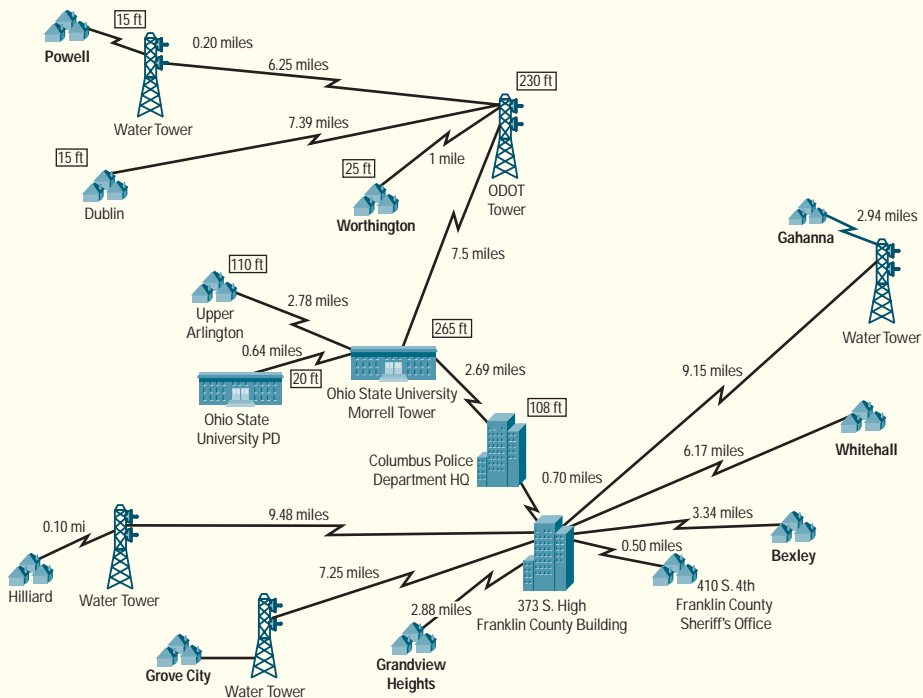 15 ft
Powell
0.20 miles
6.25 miles
230 ft
Water Tower
7.39 miles
15 ft
Dublin
1 mile
25 ft
Worthington
ODOT
Tower
7.5 miles
2.94 miles
Gahanna
Water Tower
110 ft
Upper
Arlington
2.78 miles
265 ft
0.64 miles
20 ft
Ohio State
University PD
Ohio State University
Morrell Tower
2.69 miles
108 ft
Columbus Police
Department HQ
9.15 miles
6.17 miles
Whitehall
0.70 miles
3.34 miles
Bexley
0.50 miles
410 S. 4th
Franklin County
Sheriff's Office
0.10 mi
9.48 miles
Hilliard
Water Tower
7.25 miles
373 S. High
Franklin County Building
2.88 miles
Grandview
Heights
Grove City
Water Tower